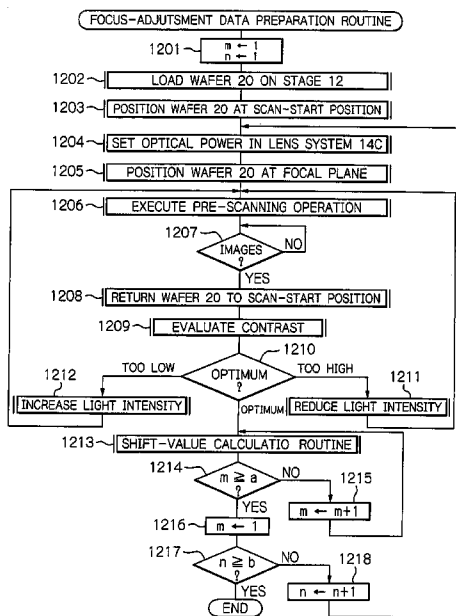 FOCUS-ADJUTSMENT DATA PREPARATION ROUTINE
1201
m ← 1
n ← 1
1202
LOAD WAFER 20 ON STAGE 12
1203
POSITION WAFER 20 AT SCAN-START POSITION
1204
SET OPTICAL POWER IN LENS SYSTEM 14C
1205
POSITION WAFER 20 AT FOCAL PLANE
1206
EXECUTE PRE-SCANNING OPERATION
1207
IMAGES
?
NO
YES
1208
RETURN WAFER 20 TO SCAN-START POSITION
1209
EVALUATE CONTRAST
1210
OPTIMUM
?
TOO LOW
TOO HIGH
1212
INCREASE LIGHT INTENSITY
1211
REDUCE LIGHT INTENSITY
OPTIMUM
1213
SHIFT-VALUE CALCULATIO ROUTINE
1214
m ≧ a
?
NO
1215
m ← m+1
YES
1216
m ← 1
1217
n ≧ b
?
NO
1218
n ← n+1
YES
END